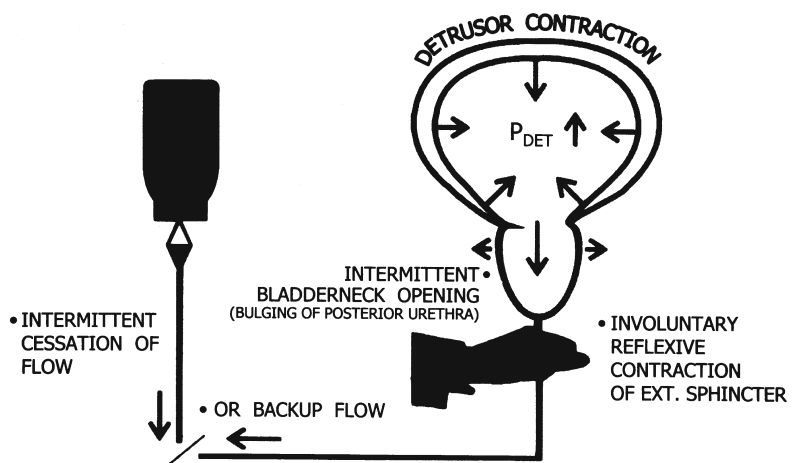 DETRUSOR CONTRACTION
PDET
INTERMITTENT •
BLADDERNECK OPENING
(BULGING OF POSTERIOR URETHRA)
• INTERMITTENT
CESSATION OF
FLOW
• INVOLUNTARY
REFLEXIVE
CONTRACTION
OF EXT. SPHINCTER
• OR BACKUP FLOW